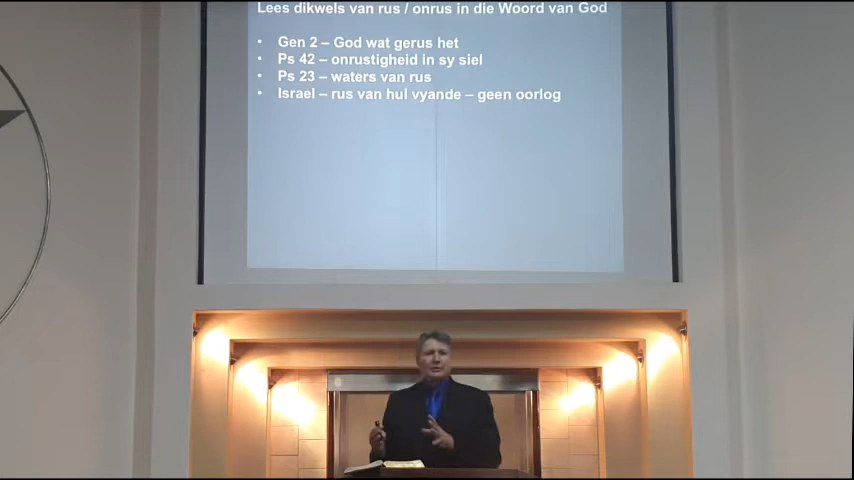 Lees dikwels van rus / onrus in die Woord van God
• Gen 2 – God wat gerus het
• Ps 42 – onrustigheid in sy siel
• Ps 23 – waters van rus
• Israel – rus van hul vyande – geen oorlog